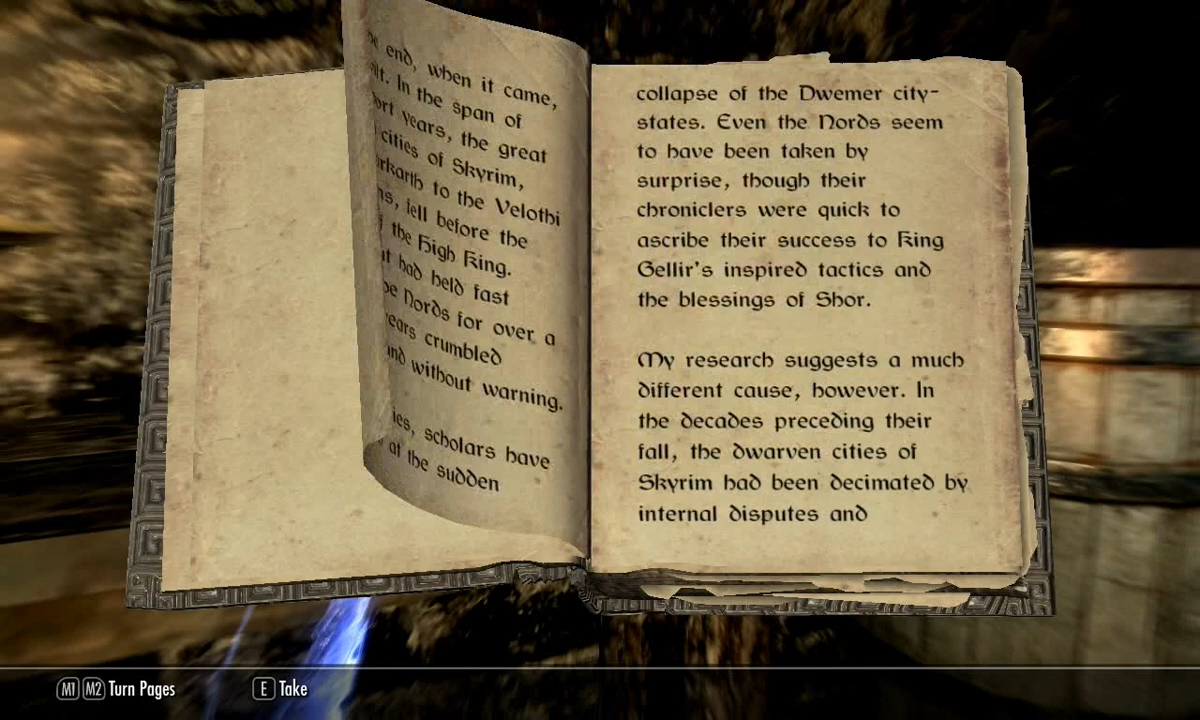 end, when it came,
In the span of
years, the great
cities of Skyrim,
to the Velothi
fell before the
the High King.
had held fast
Nords for over a
crumbled
without warning.
scholars have
at the sudden
collapse of the Dwemer city-
states. Even the Nords seem
to have been taken by
surprise, though their
chroniclers were quick to
ascribe their success to King
Gellir's inspired tactics and
the blessings of Shor.
My research suggests a much
different cause, however. In
the decades preceding their
fall, the dwarven cities of
Skyrim had been decimated by
internal disputes and
M1 M2 Turn Pages
E Take